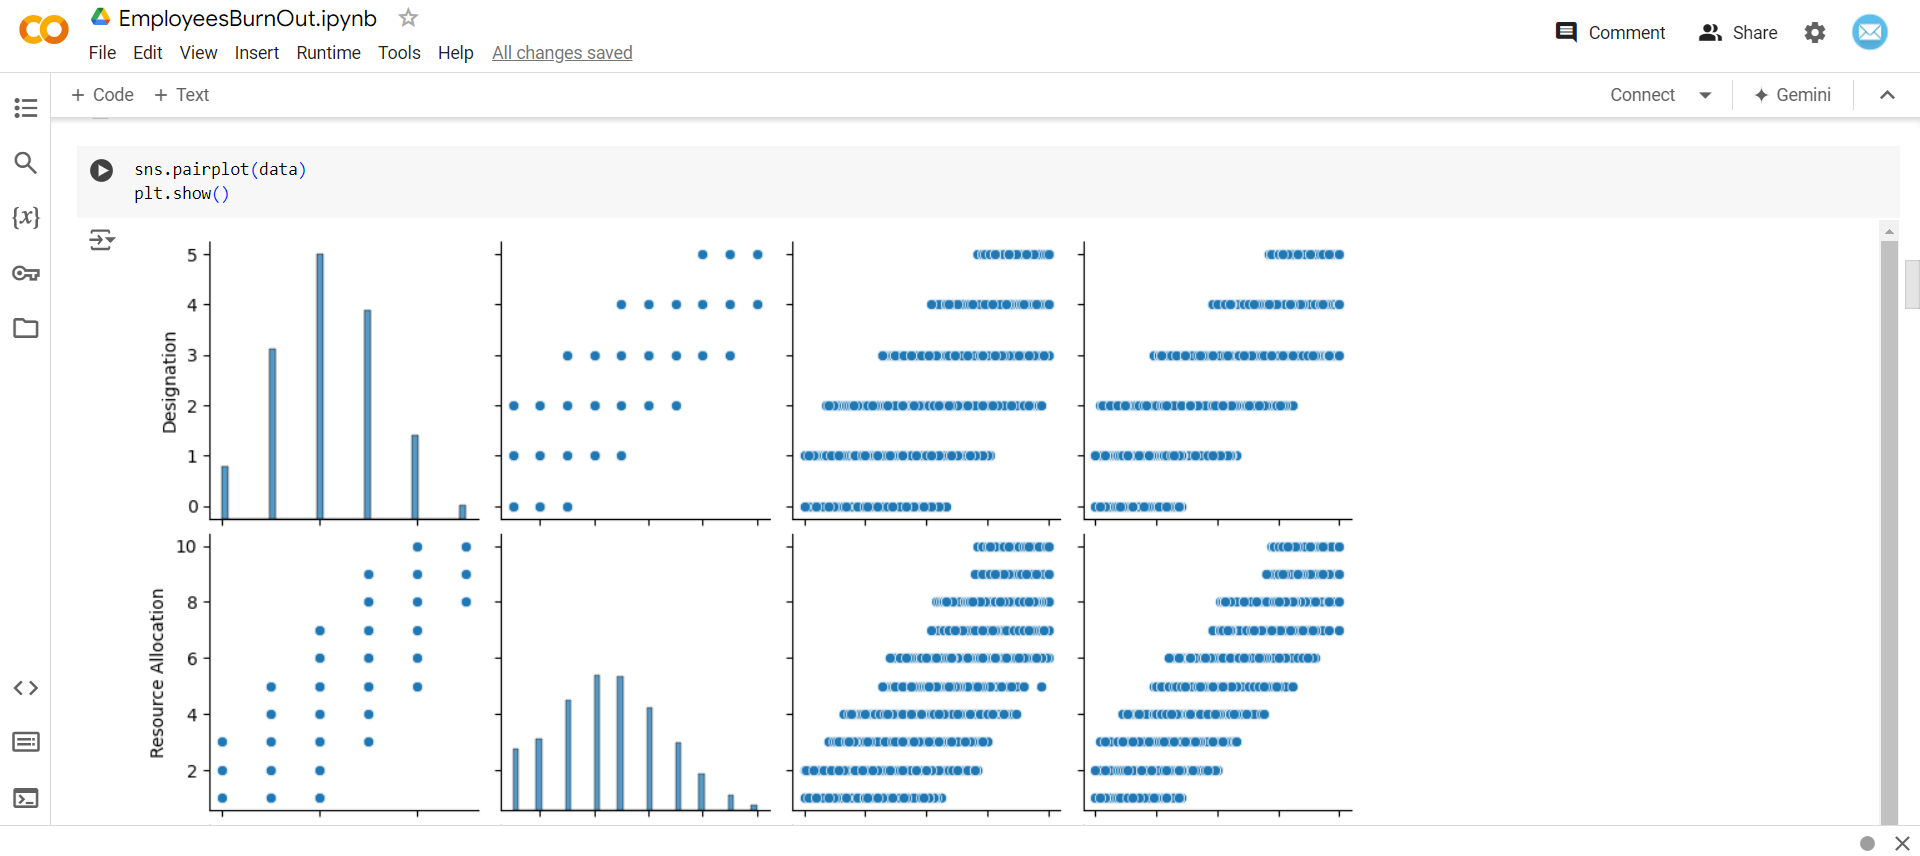 EmployeesBurnOut.ipynb
File Edit View Insert Runtime Tools Help All changes saved
Comment Share
+ Code + Text
Connect Gemini
{x}
sns.pairplot(data)
plt.show()
5
4
3
2
1
0
Designation
10
8
6
4
2
Resource Allocation